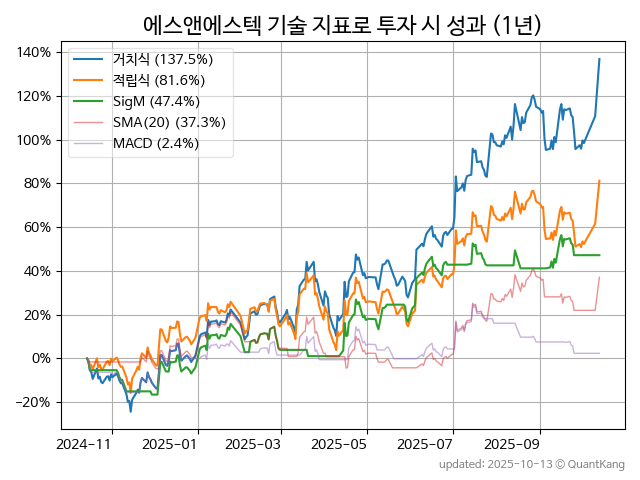 에스앤에스텍 기술 지표로 투자 시 성과 (1년)
140%
120%
100%
80%
60%
40%
20%
0%
−20%
거치식 (137.5%)
적립식 (81.6%)
SigM (47.4%)
SMA(20) (37.3%)
MACD (2.4%)
2024−11 2025−01 2025−03 2025−05 2025−07 2025−09
updated: 2025-10-13 © QuantKang